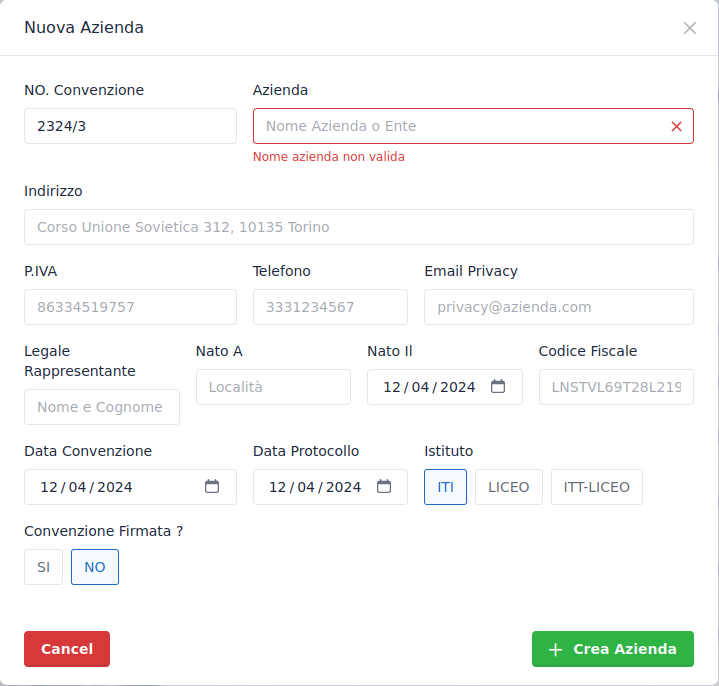 Nuova Azienda
NO. Convenzione
Azienda
2324/3
Nome Azienda o Ente
Nome azienda non valida
Indirizzo
Corso Unione Sovietica 312, 10135 Torino
P.IVA
Telefono
Email Privacy
86334519757
3331234567
privacy@azienda.com
Legale
Rappresentante
Nato A
Nato Il
Codice Fiscale
Nome e Cognome
Località
12/04/2024
LNSTVL69T28L219
Data Convenzione
Data Protocollo
Istituto
12/04/2024
12/04/2024
ITI
LICEO
ITT-LICEO
Convenzione Firmata ?
SI
NO
Cancel
Crea Azienda